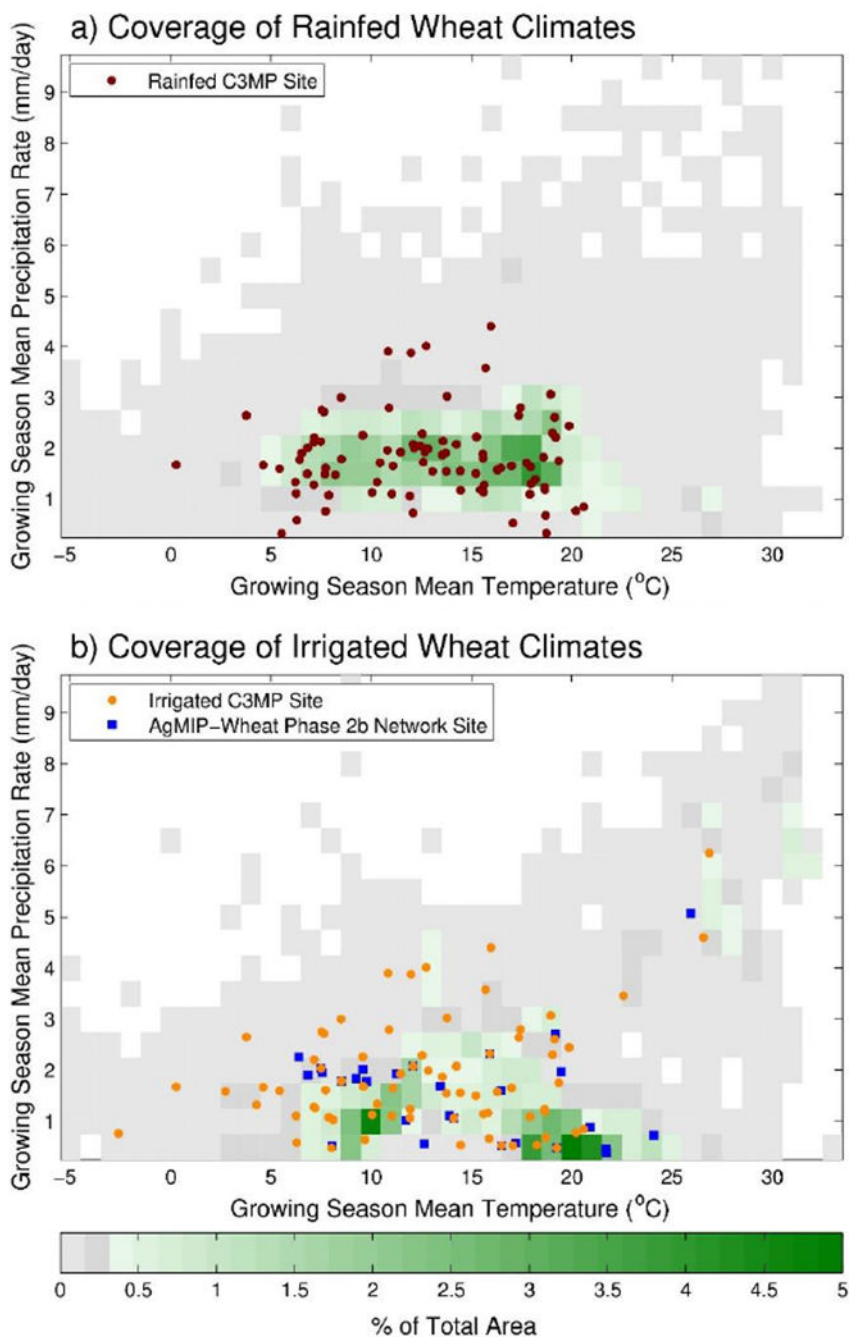 a) Coverage of Rainfed Wheat Climates
Rainfed C3MP Site
Growing Season Mean Precipitation Rate (mm/day)
9
8
7
6
5
4
3
2
1
-5 0 5 10 15 20 25 30
Growing Season Mean Temperature (°C)
b) Coverage of Irrigated Wheat Climates
Irrigated C3MP Site
AgMIP-Wheat Phase 2b Network Site
Growing Season Mean Precipitation Rate (mm/day)
9
8
7
6
5
4
3
2
1
-5 0 5 10 15 20 25 30
Growing Season Mean Temperature (°C)
0 0.5 1 1.5 2 2.5 3 3.5 4 4.5 5
% of Total Area